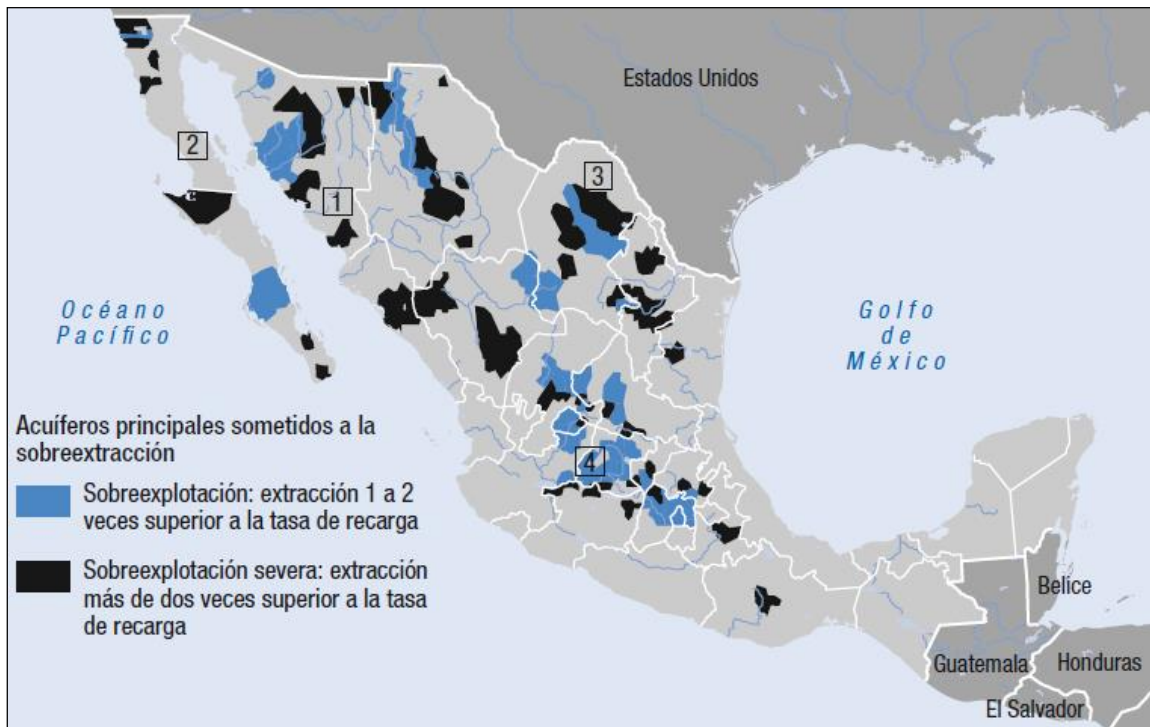 Estados Unidos
2
3
1
Océano
Pacífico
Golfo
de
México
Acuíferos principales sometidos a la
sobreextracción
4
Sobreexplotación: extracción 1 a 2
veces superior a la tasa de recarga
Sobreexplotación severa: extracción
más de dos veces superior a la tasa
de recarga
Belice
Guatemala
Honduras
El Salvador